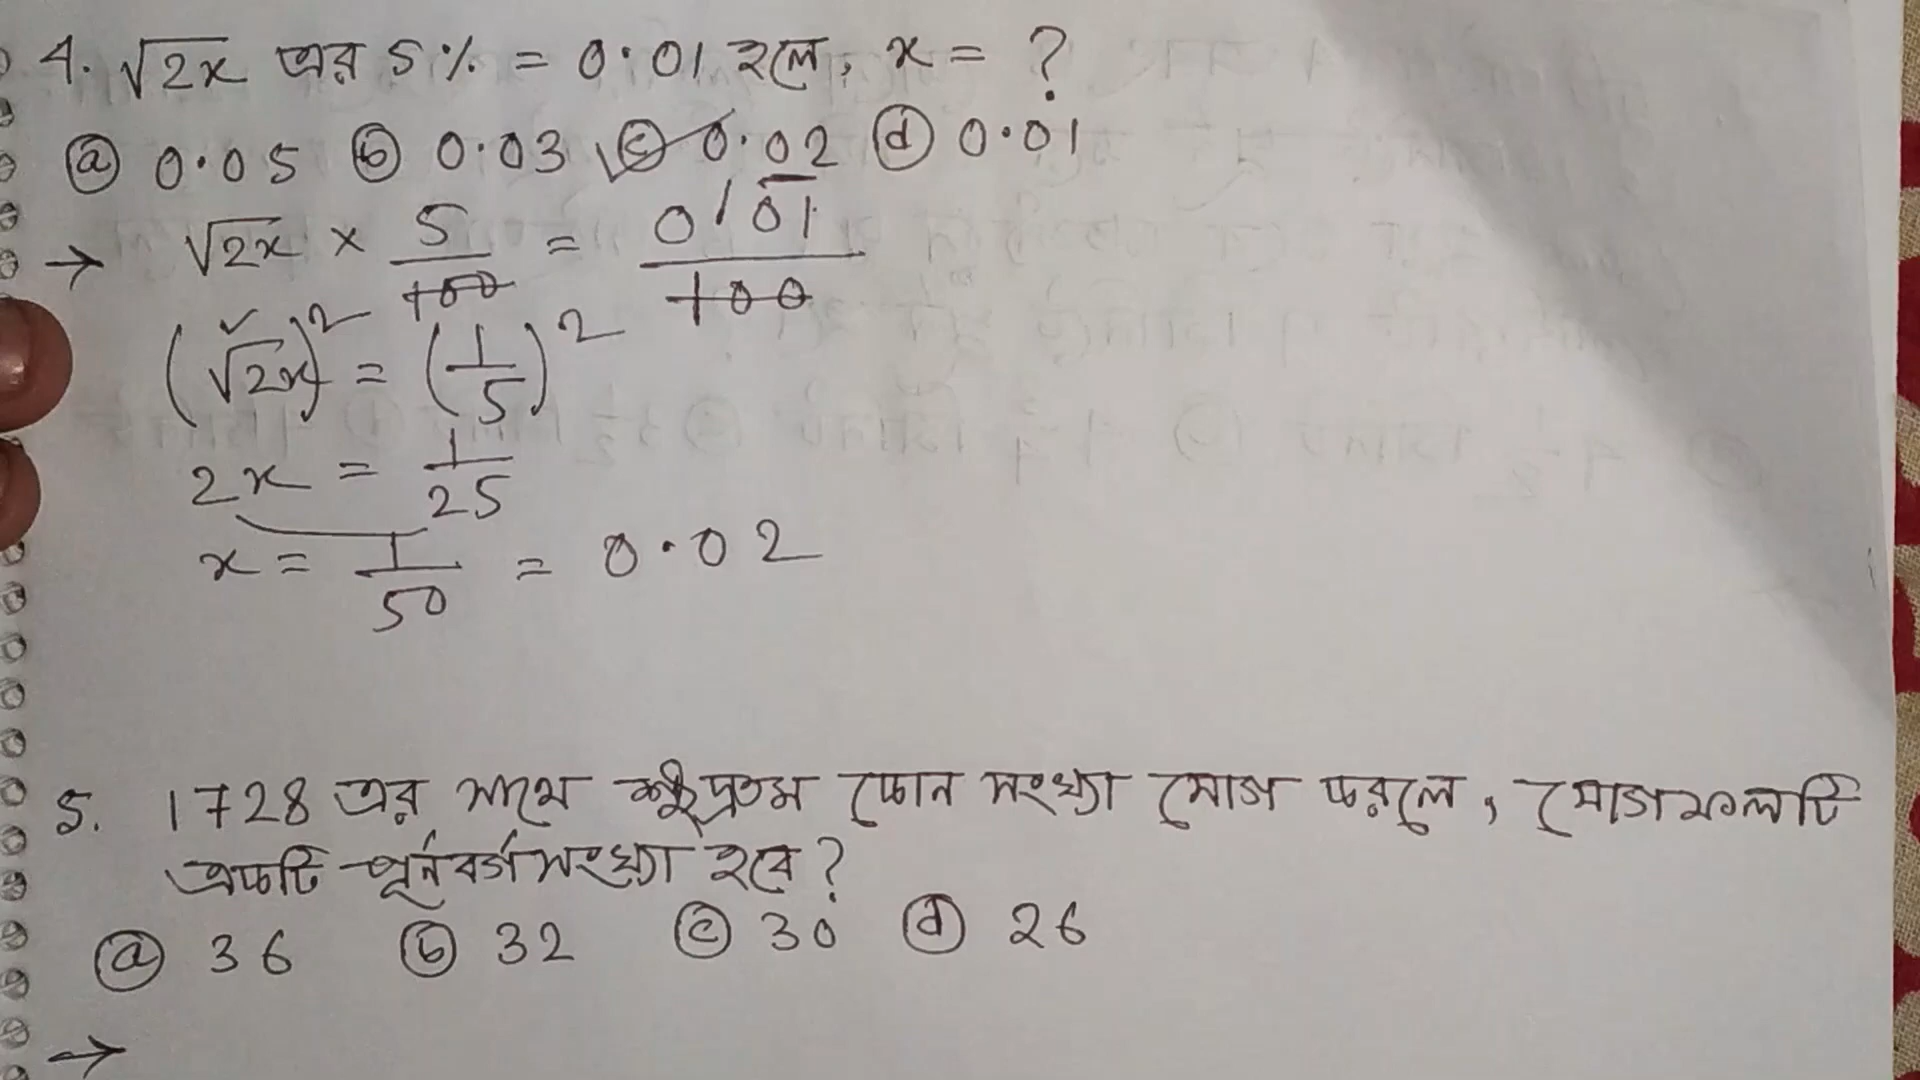 4. √2x এর 5% = 0.01 হলে, x = ?
ⓐ 0.05 ⓑ 0.03 ⓒ 0.02 ⓓ 0.01
→ √2x × 5/100 = 0/01/100
(√2x)² = (1/5)²
2x = 1/25
x = 1/50 = 0.02
5. 1728 এর সাথে ক্ষুদ্রতম কোন সংখ্যা যোগ করলে, যোগফলটি
একটি পূর্নবর্গসংখ্যা হবে?
ⓐ 36 ⓑ 32 ⓒ 30 ⓓ 26
→